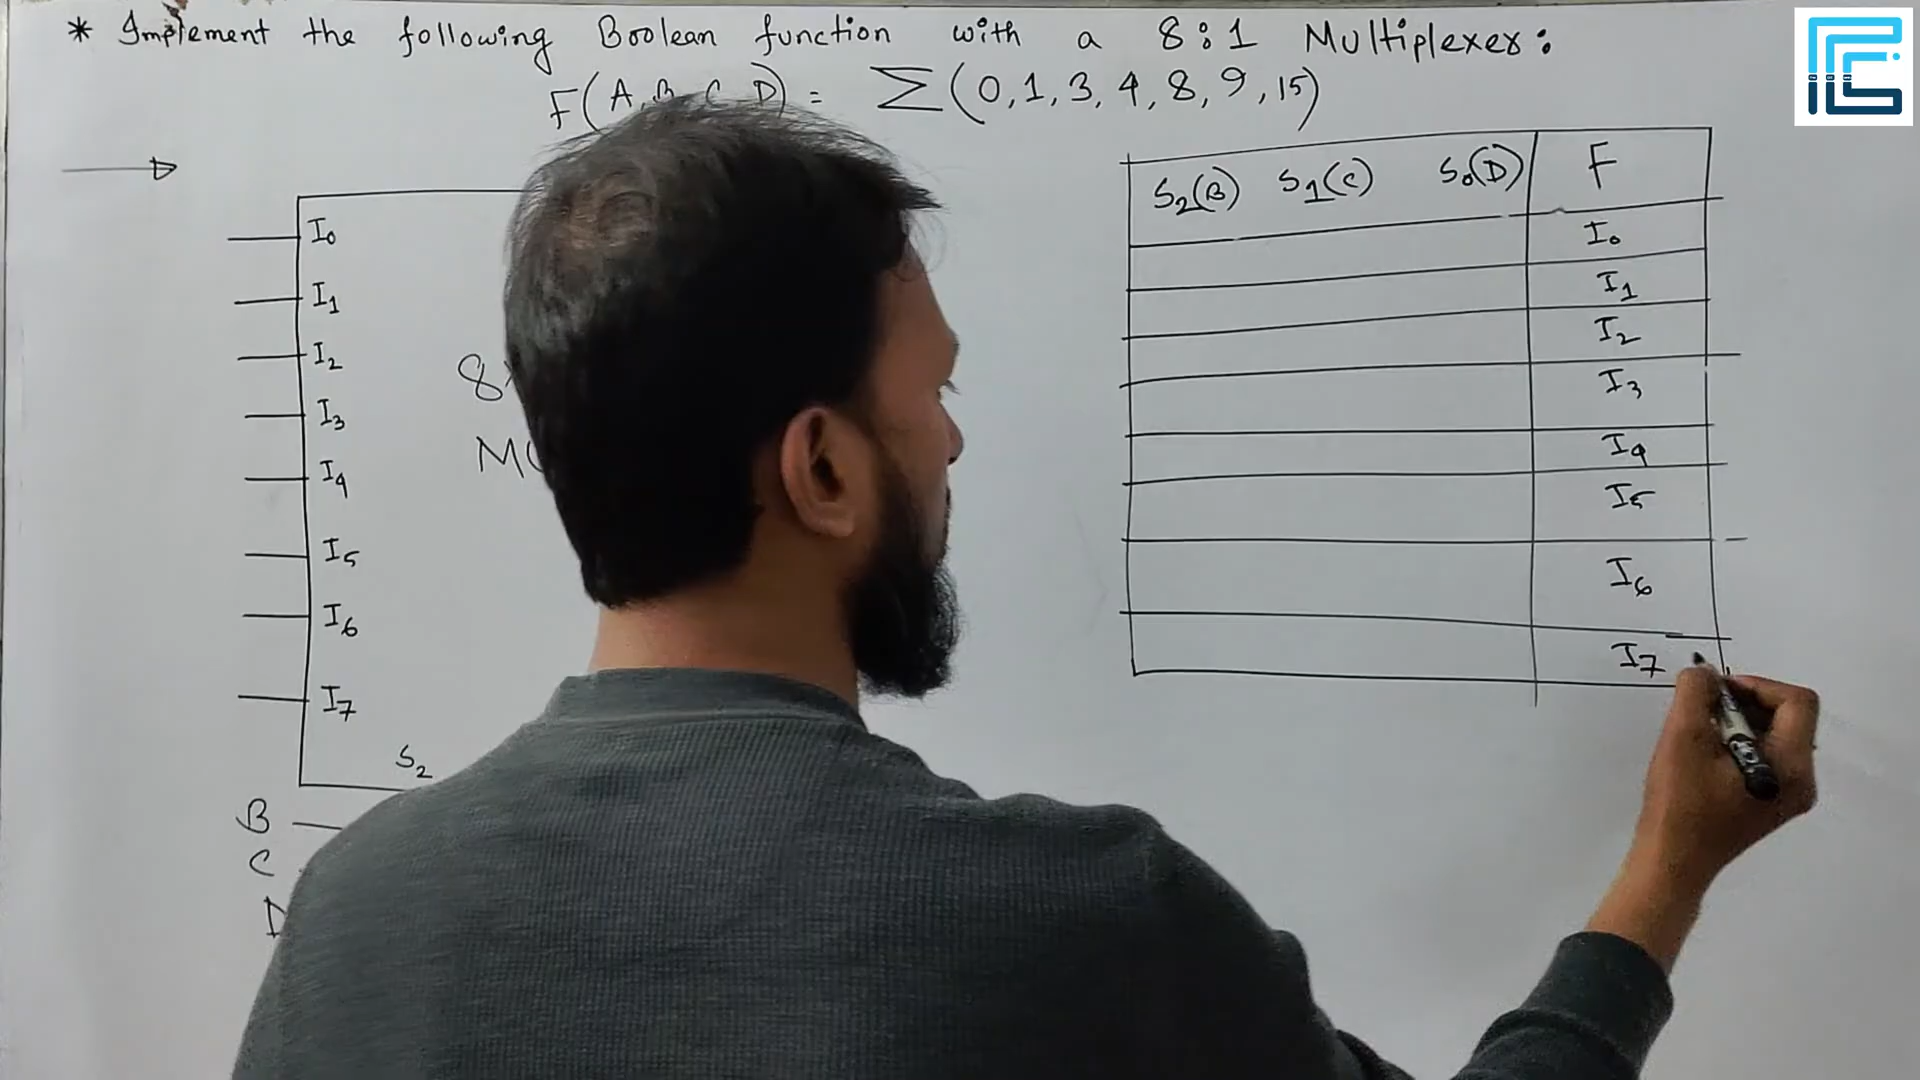 * Implement the following Boolean function with a 8:1 Multiplexer:
F(A, B, C, D) = ∑(0, 1, 3, 4, 8, 9, 15)
I₀
I₁
I₂
I₃
I₄
I₅
I₆
I₇
8
S₂
B
C
D
S₂(B) S₁(C) S₀(D) F
I₀
I₁
I₂
I₃
I₄
I₅
I₆
I₇